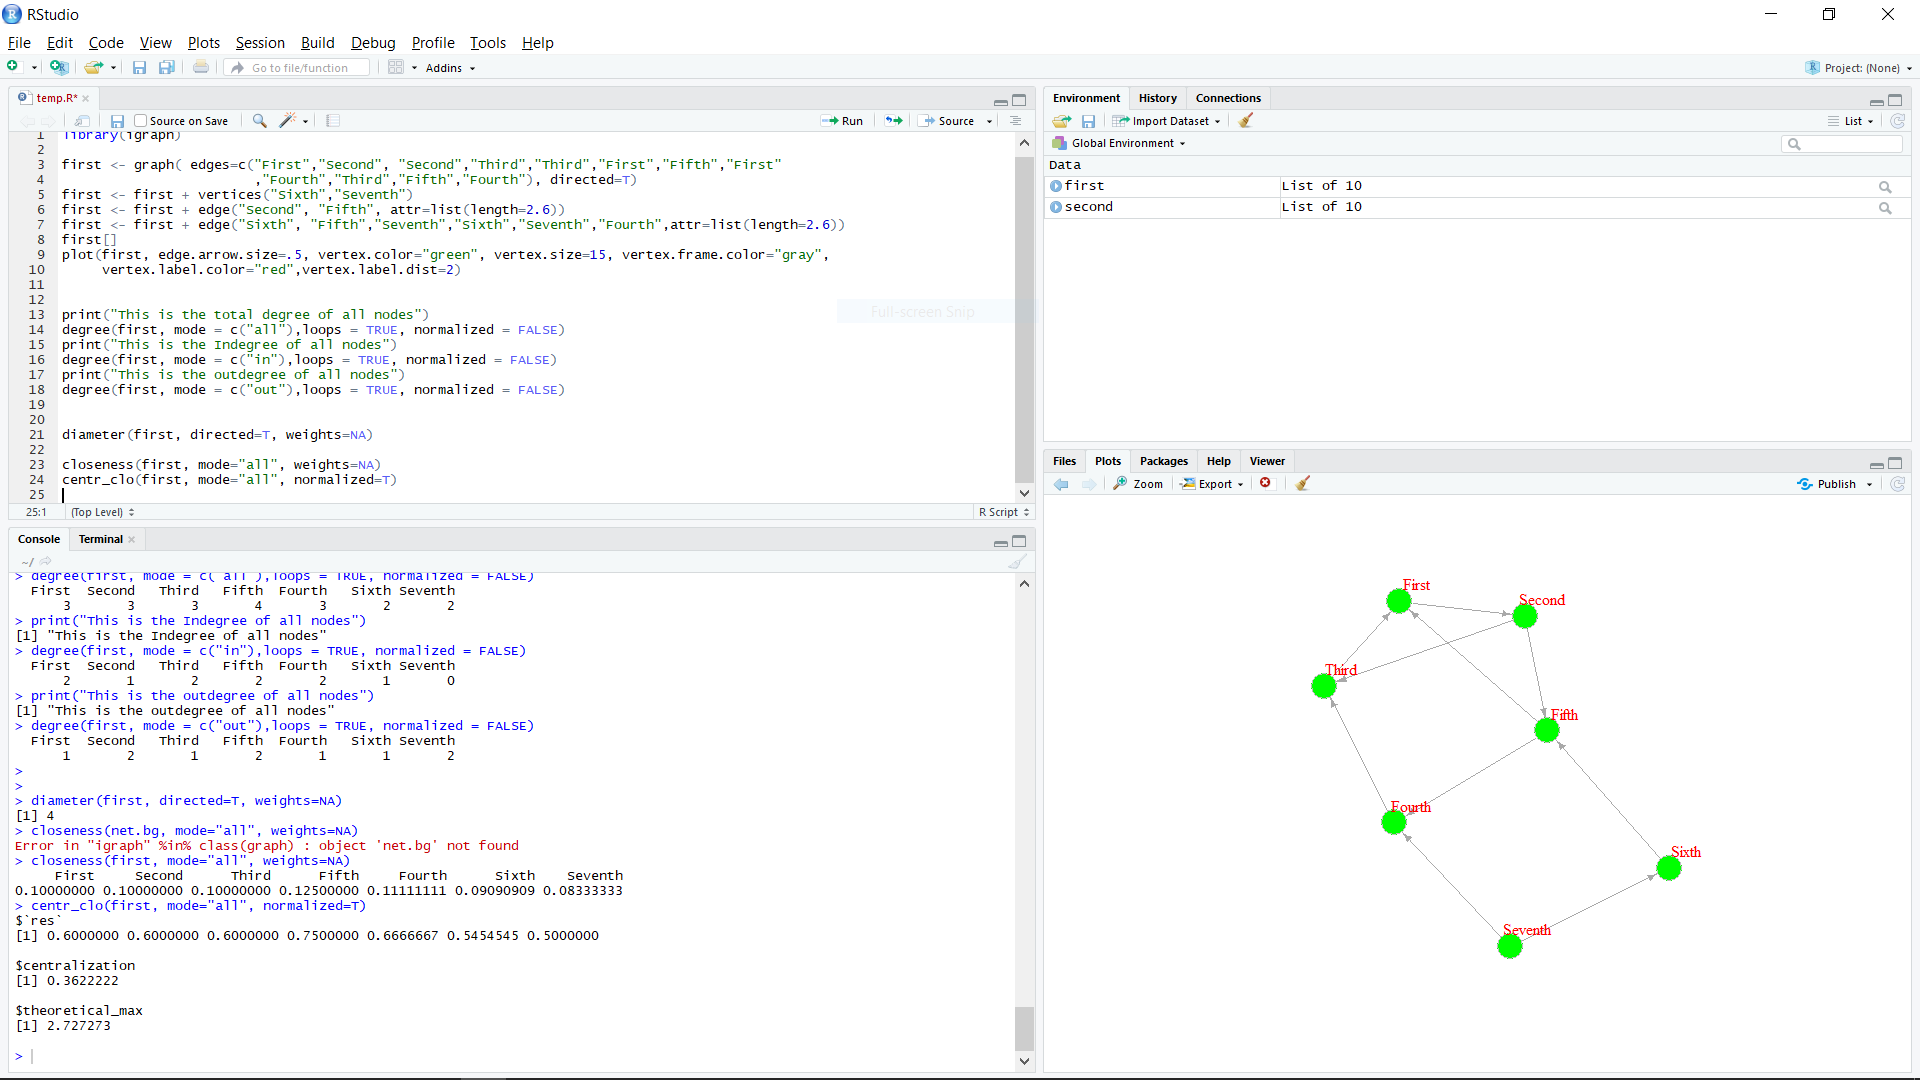 RStudio
File Edit Code View Plots Session Build Debug Profile Tools Help
Go to file/function Addins Project: (None)
temp.R*
Source on Save Run Source
1 library(igraph)
2
3 first <- graph( edges=c("First","Second", "Second","Third","Third","First","Fifth","First"
4 ,"Fourth","Third","Fifth","Fourth"), directed=T)
5 first <- first + vertices("Sixth","Seventh")
6 first <- first + edge("Second", "Fifth", attr=list(length=2.6))
7 first <- first + edge("Sixth", "Fifth","Seventh","Sixth","Seventh","Fourth",attr=list(length=2.6))
8 first[]
9 plot(first, edge.arrow.size=.5, vertex.color="green", vertex.size=15, vertex.frame.color="gray",
10 vertex.label.color="red",vertex.label.dist=2)
11
12
13 print("This is the total degree of all nodes")
14 degree(first, mode = c("all"),loops = TRUE, normalized = FALSE)
15 print("This is the Indegree of all nodes")
16 degree(first, mode = c("in"),loops = TRUE, normalized = FALSE)
17 print("This is the outdegree of all nodes")
18 degree(first, mode = c("out"),loops = TRUE, normalized = FALSE)
19
20
21 diameter(first, directed=T, weights=NA)
22
23 closeness(first, mode="all", weights=NA)
24 centr_clo(first, mode="all", normalized=T)
25
Full-screen Snip
25:1 (Top Level) R Script
Console Terminal
~/
> degree(first, mode = c("all"),loops = TRUE, normalized = FALSE)
First Second Third Fifth Fourth Sixth Seventh
3 3 3 4 3 2 2
> print("This is the Indegree of all nodes")
[1] "This is the Indegree of all nodes"
> degree(first, mode = c("in"),loops = TRUE, normalized = FALSE)
First Second Third Fifth Fourth Sixth Seventh
2 1 2 2 2 1 0
> print("This is the outdegree of all nodes")
[1] "This is the outdegree of all nodes"
> degree(first, mode = c("out"),loops = TRUE, normalized = FALSE)
First Second Third Fifth Fourth Sixth Seventh
1 2 1 2 1 1 2
>
>
> diameter(first, directed=T, weights=NA)
[1] 4
> closeness(net.bg, mode="all", weights=NA)
Error in "igraph" %in% class(graph) : object 'net.bg' not found
> closeness(first, mode="all", weights=NA)
First Second Third Fifth Fourth Sixth Seventh
0.10000000 0.10000000 0.10000000 0.12500000 0.11111111 0.09090909 0.08333333
> centr_clo(first, mode="all", normalized=T)
$`res`
[1] 0.6000000 0.6000000 0.6000000 0.7500000 0.6666667 0.5454545 0.5000000
$centralization
[1] 0.3622222
$theoretical_max
[1] 2.727273
>
Environment History Connections
Import Dataset List
Global Environment
Data
first List of 10
second List of 10
Files Plots Packages Help Viewer
Zoom Export Publish
First
Second
Third
Fifth
Fourth
Sixth
Seventh